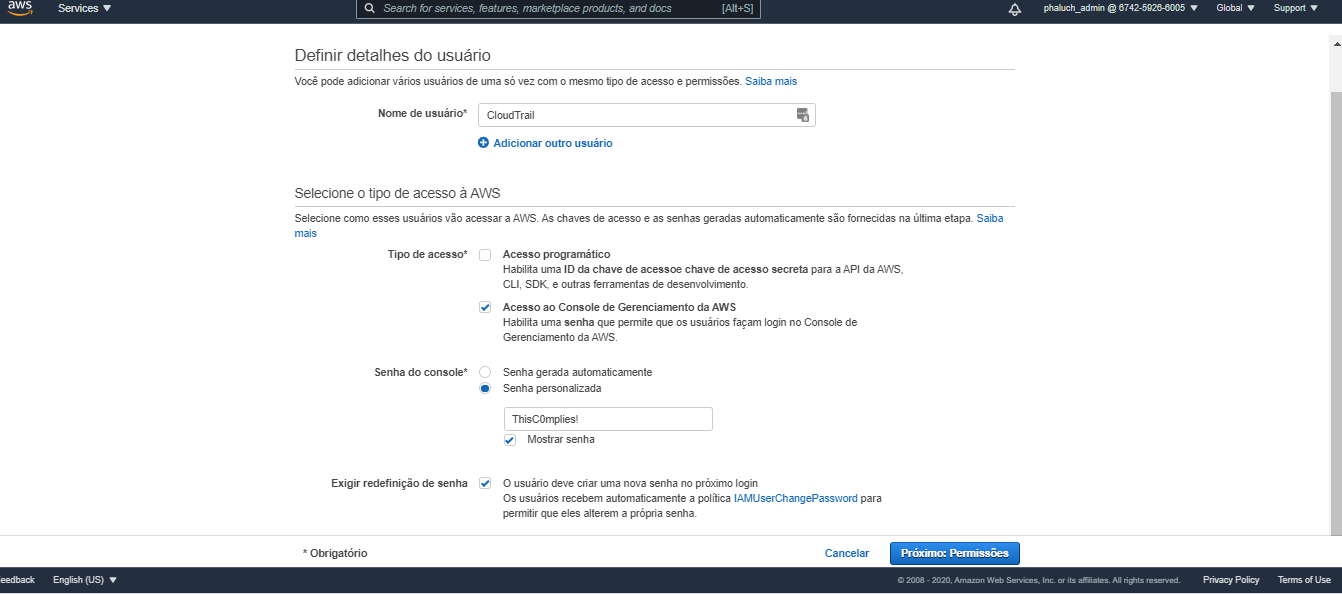 aws
Services
Search for services, features, marketplace products, and docs
[Alt+S]
phaluch_admin @ 6742-5926-6005
Global
Support
Definir detalhes do usuário
Você pode adicionar vários usuários de uma só vez com o mesmo tipo de acesso e permissões. Saiba mais
Nome de usuário*
CloudTrail
Adicionar outro usuário
Selecione o tipo de acesso à AWS
Selecione como esses usuários vão acessar a AWS. As chaves de acesso e as senhas geradas automaticamente são fornecidas na última etapa. Saiba
mais
Tipo de acesso*
Acesso programático
Habilita uma ID da chave de acessoe chave de acesso secreta para a API da AWS,
CLI, SDK, e outras ferramentas de desenvolvimento.
Acesso ao Console de Gerenciamento da AWS
Habilita uma senha que permite que os usuários façam login no Console de
Gerenciamento da AWS.
Senha do console*
Senha gerada automaticamente
Senha personalizada
ThisC0mplies!
Mostrar senha
Exigir redefinição de senha
O usuário deve criar uma nova senha no próximo login
Os usuários recebem automaticamente a política IAMUserChangePassword para
permitir que eles alterem a própria senha.
* Obrigatório
Cancelar
Próximo: Permissões
eedback
English (US)
© 2008 - 2020, Amazon Web Services, Inc. or its affiliates. All rights reserved.
Privacy Policy
Terms of Use